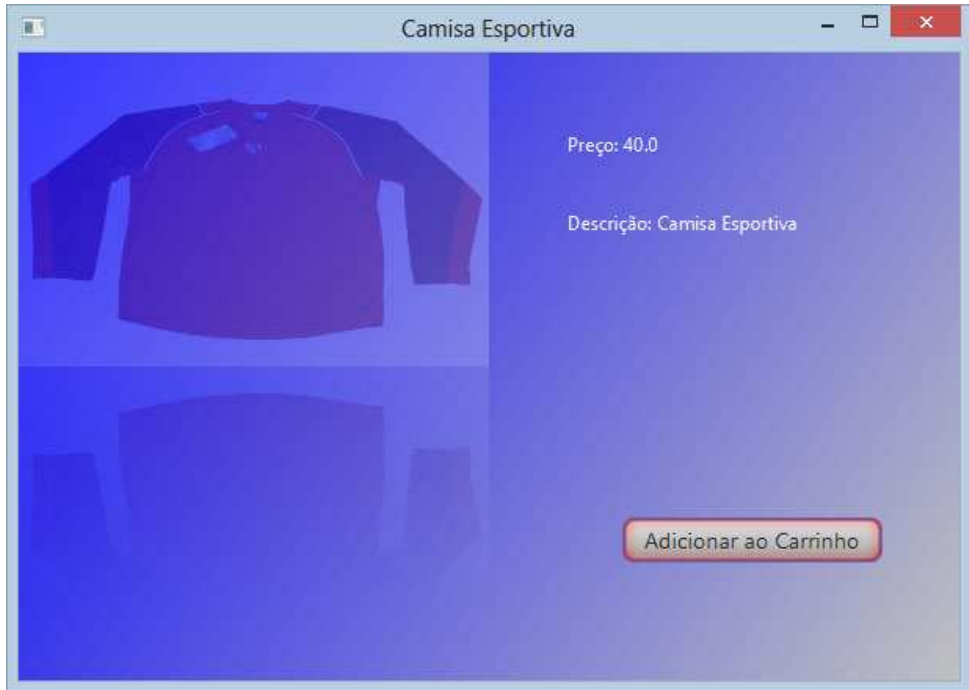 Camisa Esportiva
Preço: 40.0
Descrição: Camisa Esportiva
Adicionar ao Carrinho